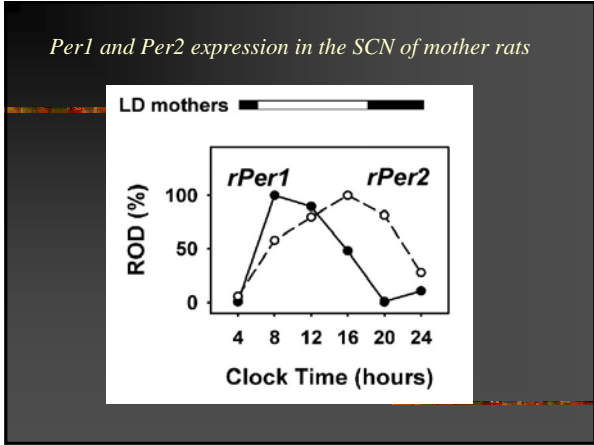 Per1 and Per2 expression in the SCN of mother rats
LD mothers
rPer1 rPer2
ROD (%)
100
50
0
4 8 12 16 20 24
Clock Time (hours)